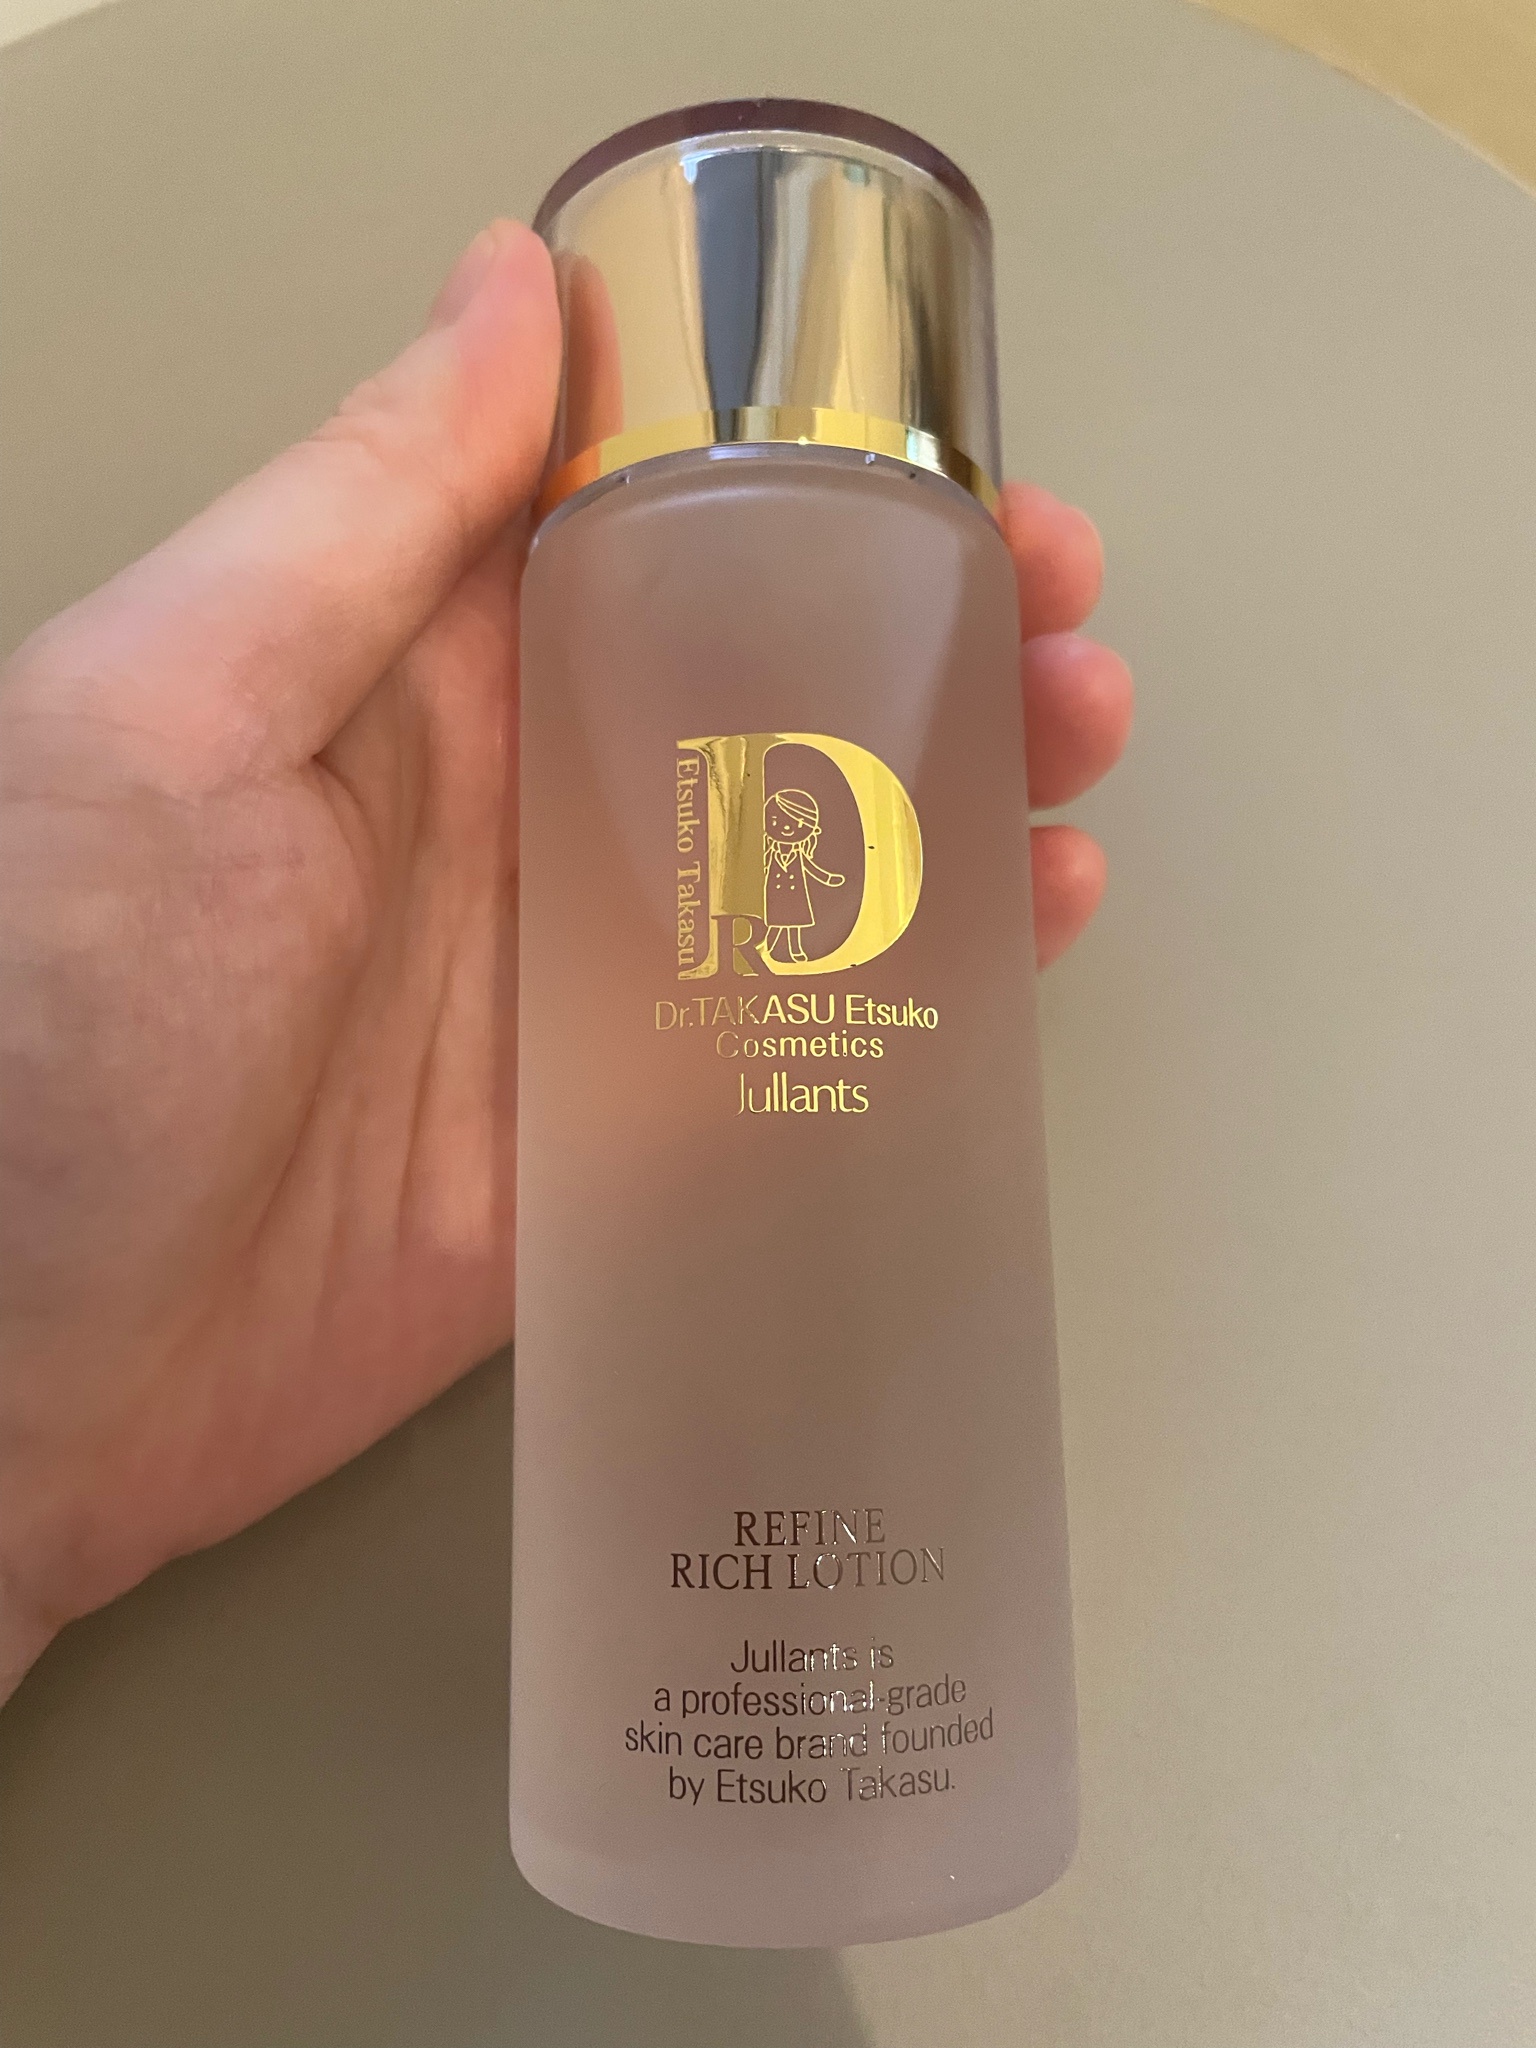 D
Etsuko Takasu
R
Dr.TAKASU Etsuko
Cosmetics
Jullants
REFINE
RICH LOTION
Jullants is
a professional-grade
skin care brand founded
by Etsuko Takasu.